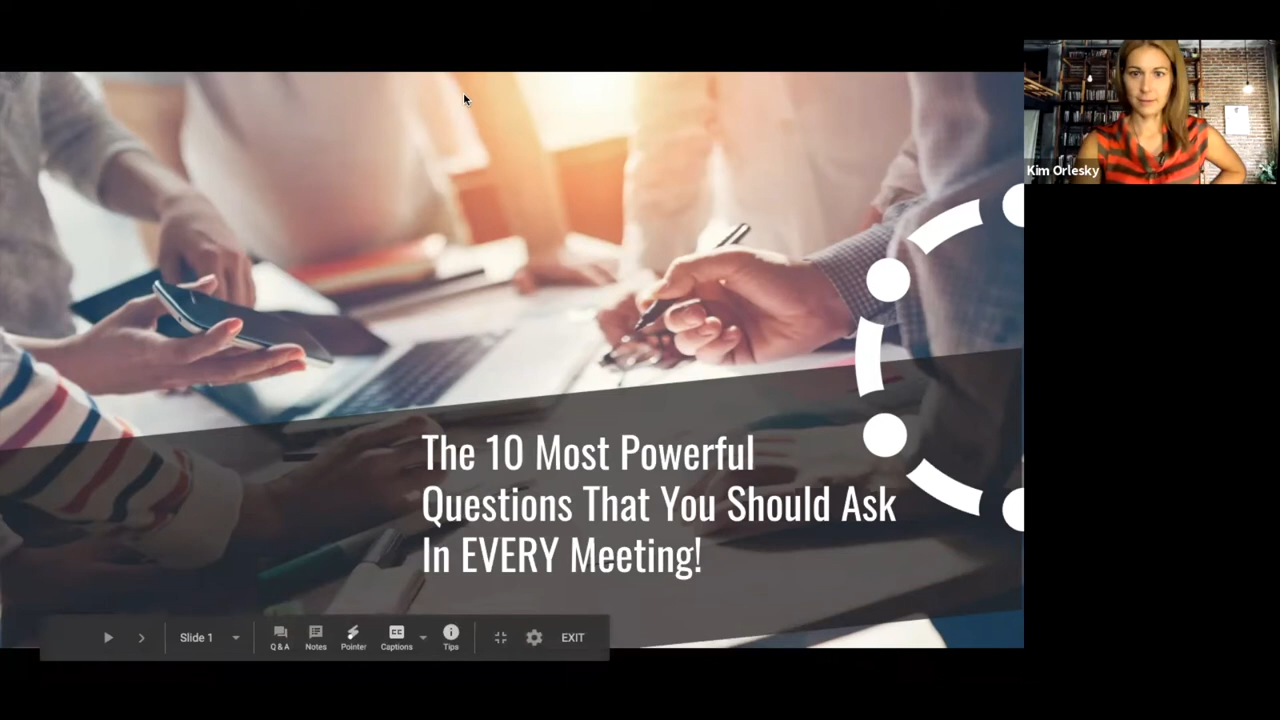 Kim Orlesky
The 10 Most Powerful
Questions That You Should Ask
In EVERY Meeting!
Slide 1
Q&A
Notes
Pointer
CC
Captions
Tips
EXIT